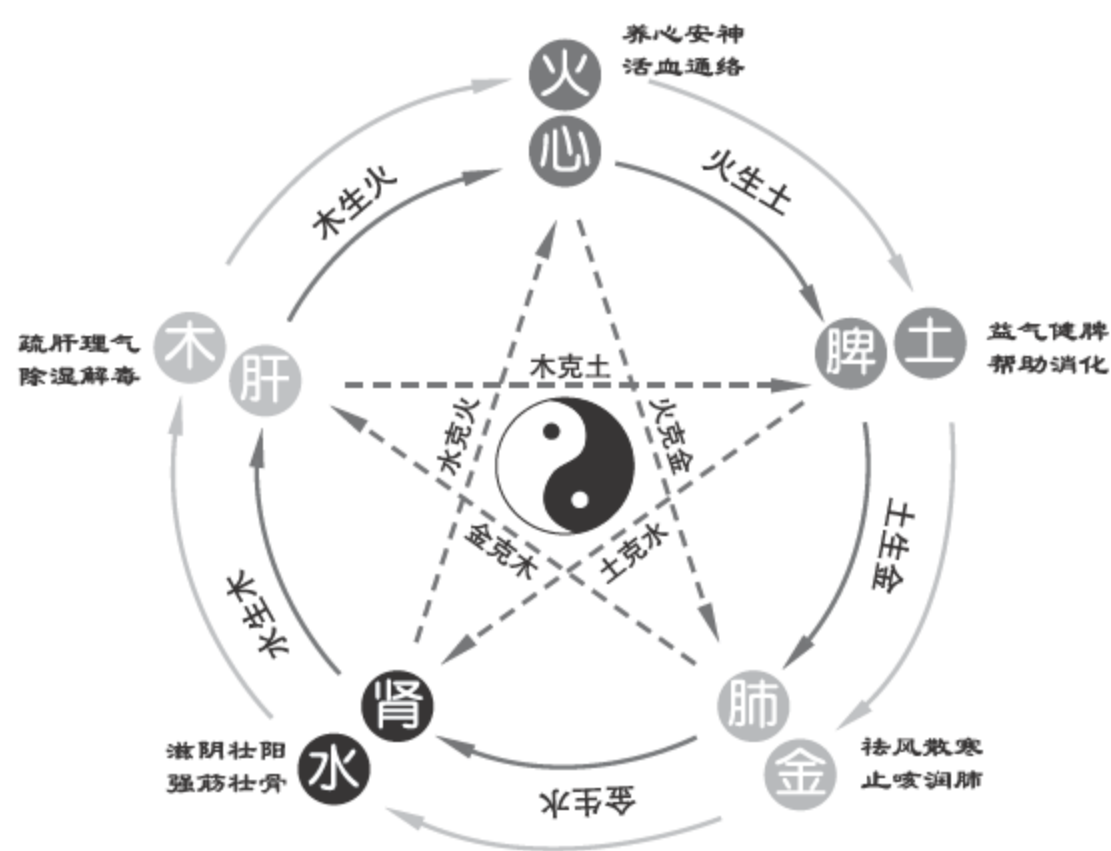 养心安神
活血通络
火
心
木生火
火生土
木
肝
疏肝理气
除湿解毒
脾
土
益气健脾
帮助消化
木克土
水克火
火克金
金克木
土克水
土生金
水生木
肾
水
滋阴壮阳
强筋壮骨
肺
金
祛风散寒
止咳润肺
金生水